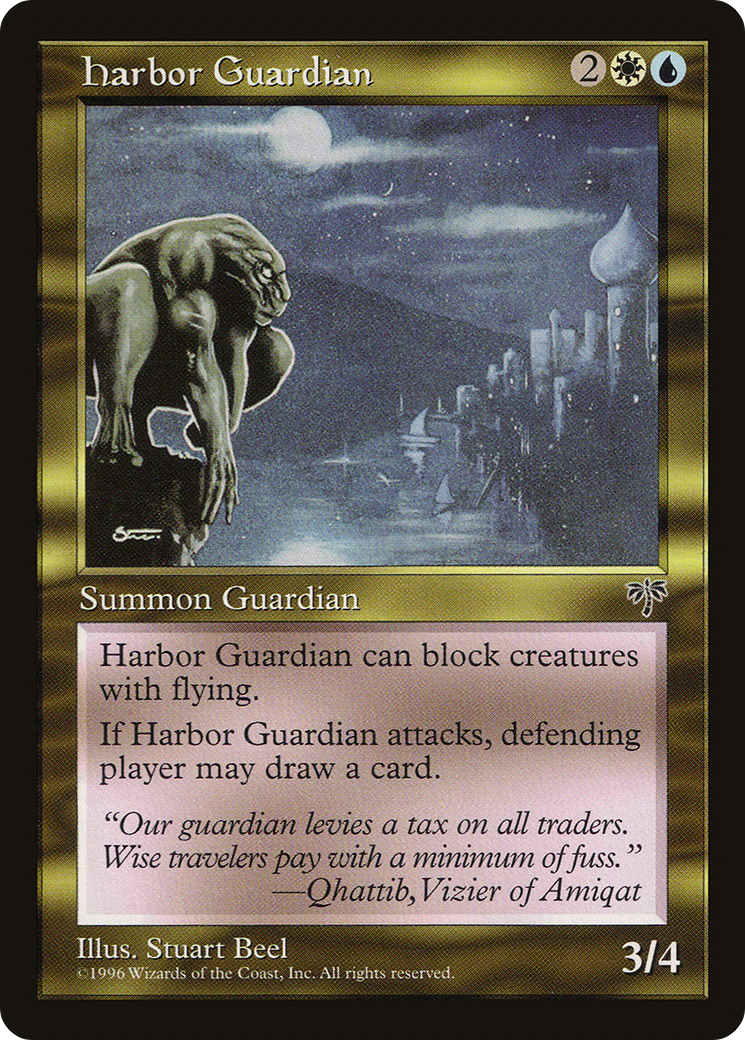 Harbor Guardian 2
Summon Guardian
Harbor Guardian can block creatures
with flying.
If Harbor Guardian attacks, defending
player may draw a card.
“Our guardian levies a tax on all traders.
Wise travelers pay with a minimum of fuss.”
—Qhattib, Vizier of Amiqat
Illus. Stuart Beel
©1996 Wizards of the Coast, Inc. All rights reserved.
3/4